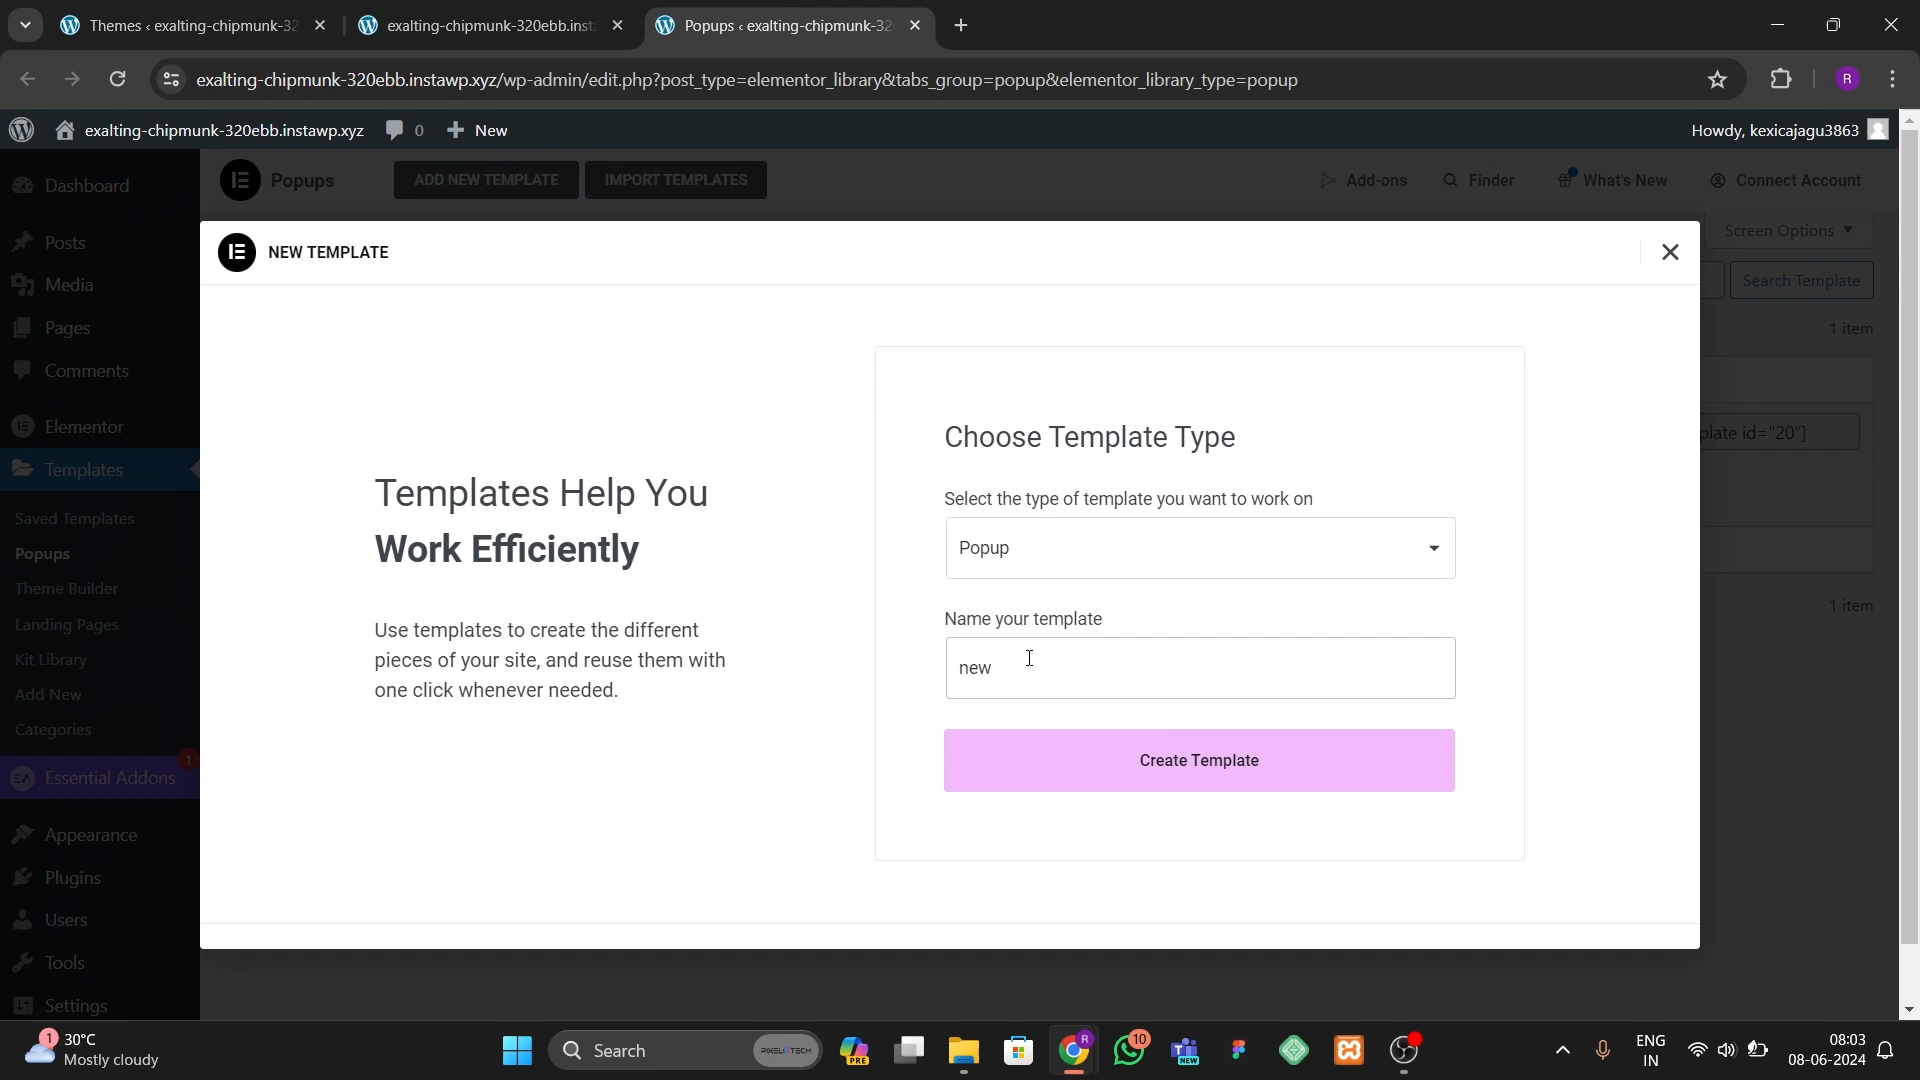 Themes ‹ exalting-chipmunk-32
exalting-chipmunk-320ebb.inst
Popups ‹ exalting-chipmunk-32
exalting-chipmunk-320ebb.instawp.xyz/wp-admin/edit.php?post_type=elementor_library&tabs_group=popup&elementor_library_type=popup
R
exalting-chipmunk-320ebb.instawp.xyz
0
New
Howdy, kexicajagu3863
Dashboard
Posts
Media
Pages
Comments
Elementor
Templates
Saved Templates
Popups
Theme Builder
Landing Pages
Kit Library
Add New
Categories
1
EA
Essential Addons
Appearance
Plugins
Users
Tools
Settings
Popups
ADD NEW TEMPLATE
IMPORT TEMPLATES
Add-ons
Finder
What's New
Connect Account
Screen Options
Search Template
1 item
plate id="20"]
1 item
NEW TEMPLATE
Templates Help You
Work Efficiently
Use templates to create the different
pieces of your site, and reuse them with
one click whenever needed.
Choose Template Type
Select the type of template you want to work on
Popup
Name your template
new
Create Template
1
30°C
Mostly cloudy
Search
PIXELOTECH
PRE
R
10
NEW
ENG
IN
08:03
08-06-2024